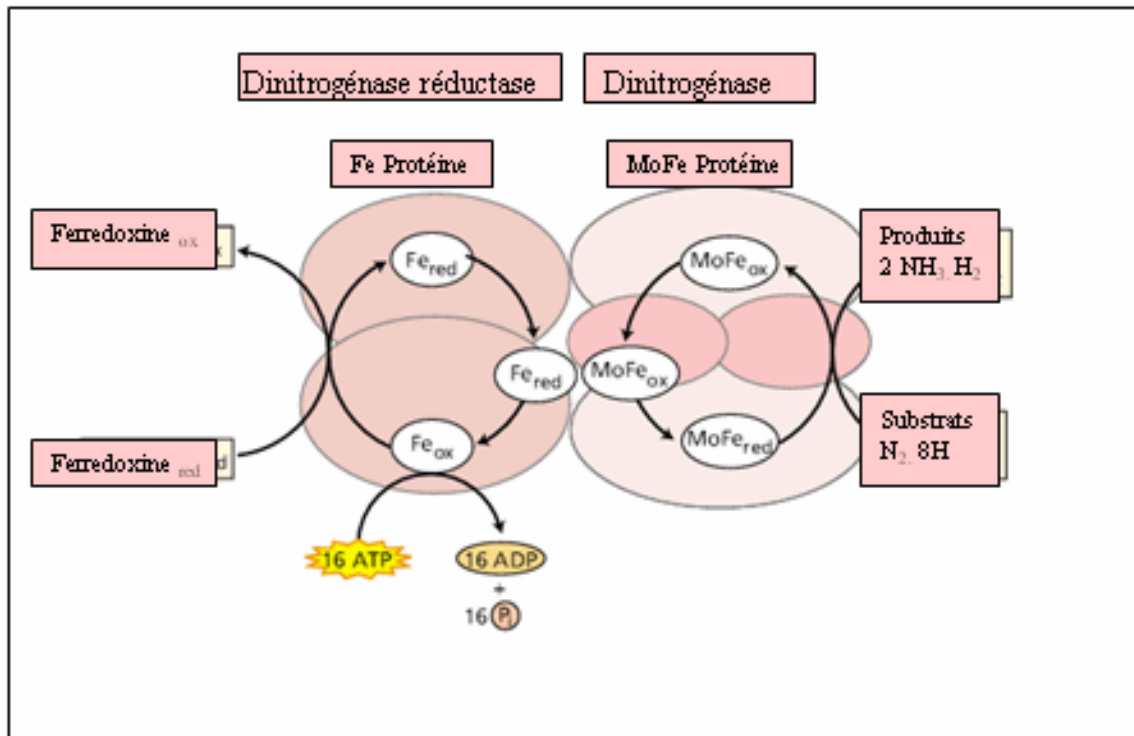 Dinitrogénase réductase
Dinitrogénase
Fe Protéine
MoFe Protéine
Ferredoxine ox
Produits
2 NH3, H2
Fered
MoFeox
Fered
MoFeox
Feox
MoFered
Ferredoxine red
Substrats
N2, 8H
16 ATP
16 ADP
+
16 Pi